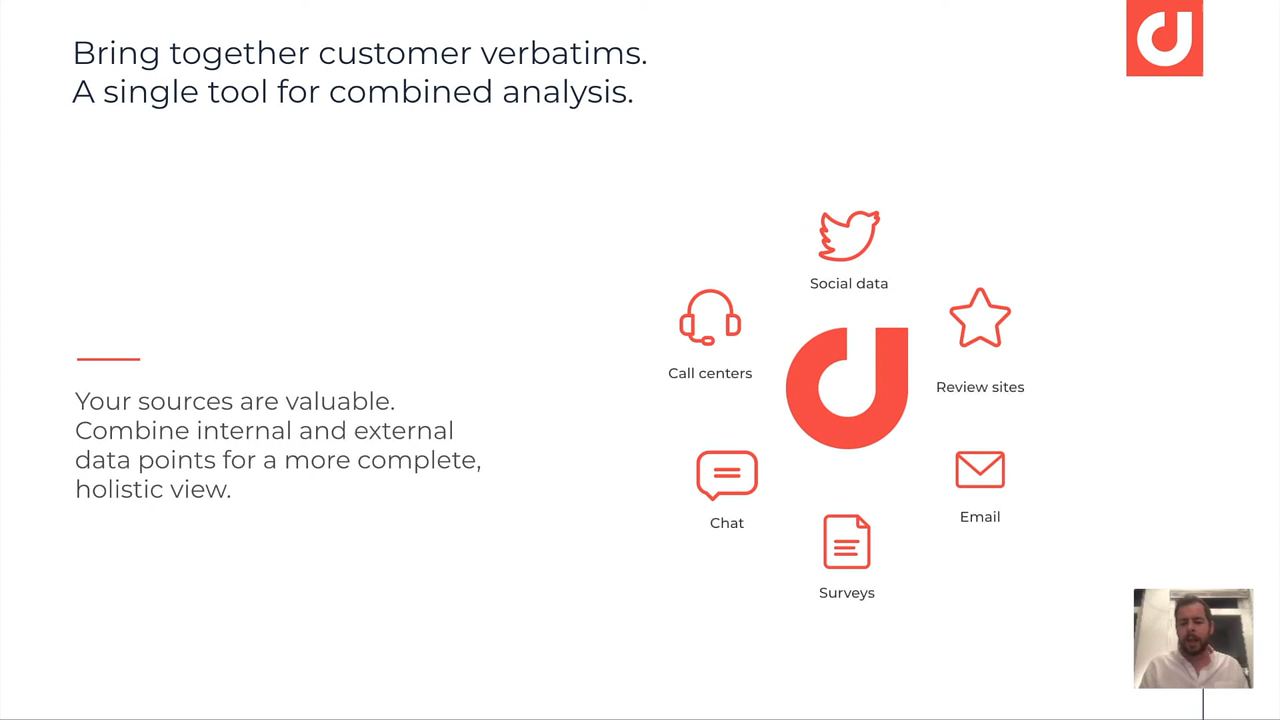 Bring together customer verbatims.
A single tool for combined analysis.
Social data
Call centers
Review sites
Your sources are valuable.
Combine internal and external
data points for a more complete,
holistic view.
Chat
Email
Surveys